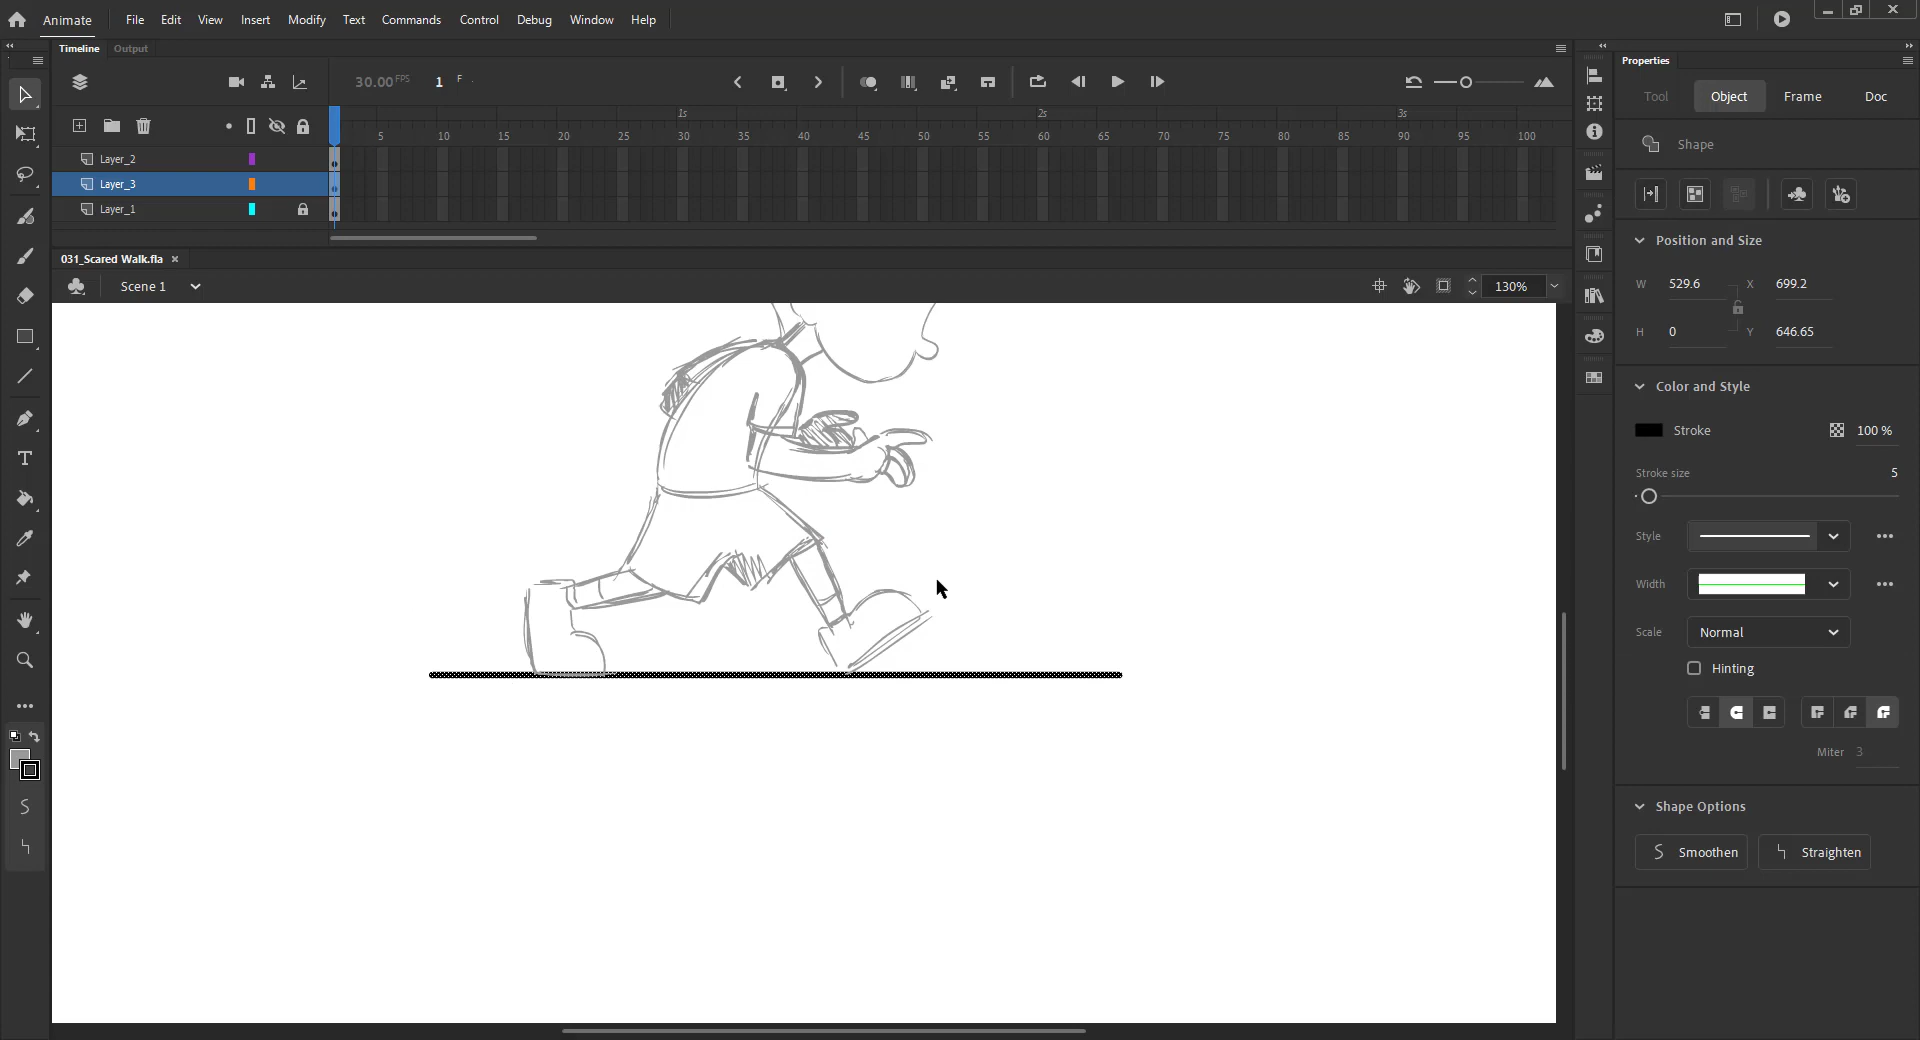 Animate File Edit View Insert Modify Text Commands Control Debug Window Help
Timeline Output
30.00 FPS 1 F
1s 2s 3s
5 10 15 20 25 30 35 40 45 50 55 60 65 70 75 80 85 90 95 100
Layer_2
Layer_3
Layer_1
031_Scared Walk.fla
Scene 1 130%
T
Properties
Tool Object Frame Doc
Shape
Position and Size
W 529.6 X 699.2
H 0 Y 646.65
Color and Style
Stroke 100 %
Stroke size 5
Style
Width
Scale Normal
Hinting
Miter 3
Shape Options
Smoothen Straighten